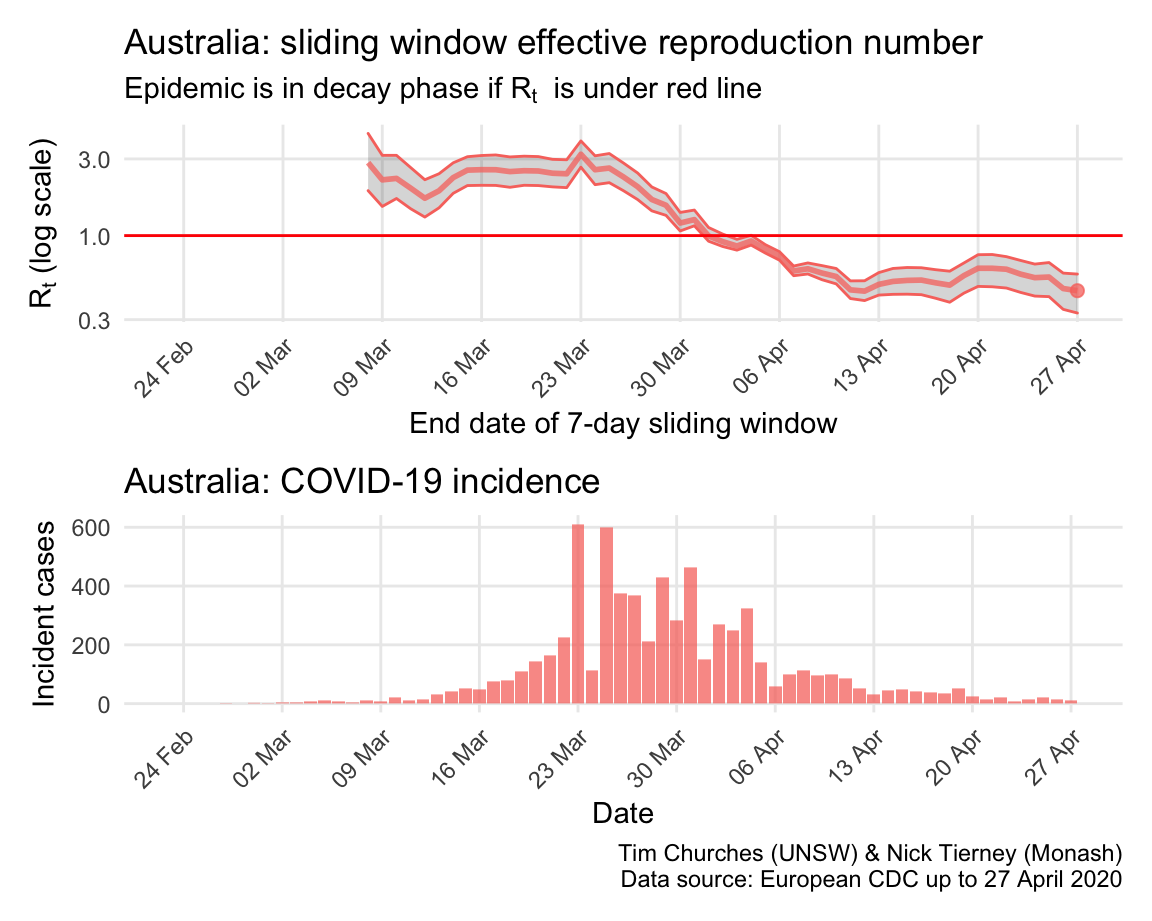 Australia: sliding window effective reproduction number
Epidemic is in decay phase if Rt is under red line
Rt (log scale)
3.0
1.0
0.3
24 Feb
02 Mar
09 Mar
16 Mar
23 Mar
30 Mar
06 Apr
13 Apr
20 Apr
27 Apr
End date of 7-day sliding window
Australia: COVID-19 incidence
Incident cases
600
400
200
0
24 Feb
02 Mar
09 Mar
16 Mar
23 Mar
30 Mar
06 Apr
13 Apr
20 Apr
27 Apr
Date
Tim Churches (UNSW) & Nick Tierney (Monash)
Data source: European CDC up to 27 April 2020